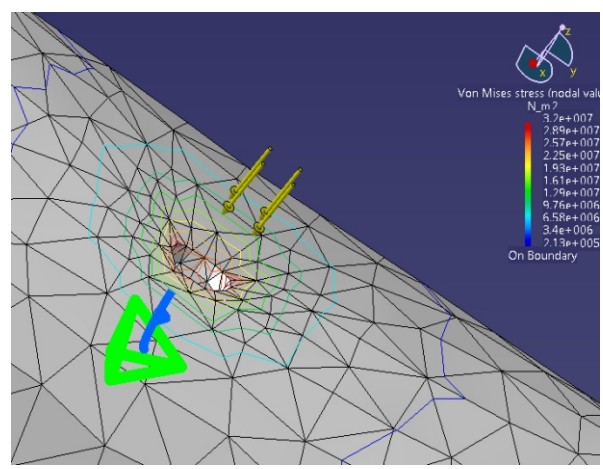 z
x
y
Von Mises stress (nodal valu
N_m2
3.2e+007
2.89e+007
2.57e+007
2.25e+007
1.93e+007
1.61e+007
1.29e+007
9.76e+006
6.58e+006
3.4e+006
2.13e+005
On Boundary